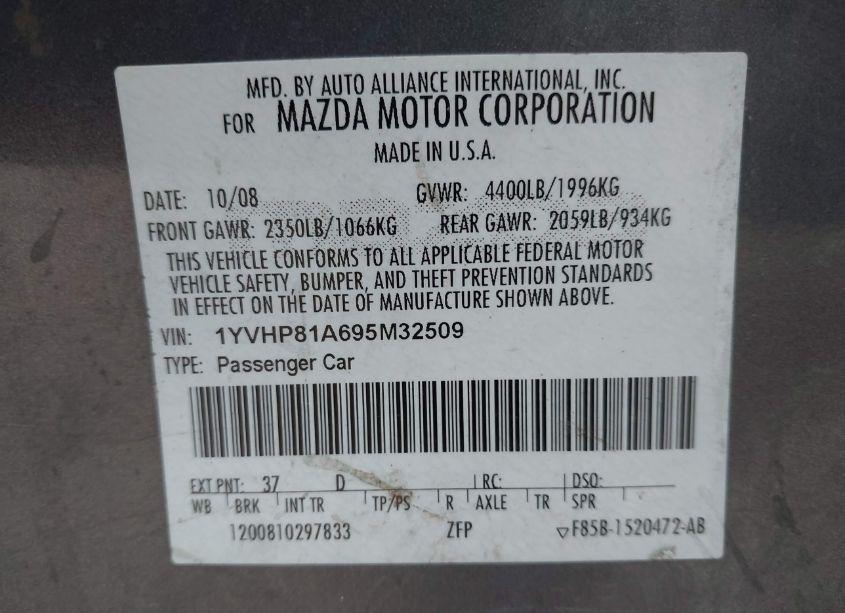 MFD. BY AUTO ALLIANCE INTERNATIONAL, INC.
FOR MAZDA MOTOR CORPORATION
MADE IN U.S.A.
DATE: 10/08 GVWR: 4400LB/1996KG
FRONT GAWR: 2350LB/1066KG REAR GAWR: 2059LB/934KG
THIS VEHICLE CONFORMS TO ALL APPLICABLE FEDERAL MOTOR
VEHICLE SAFETY, BUMPER, AND THEFT PREVENTION STANDARDS
IN EFFECT ON THE DATE OF MANUFACTURE SHOWN ABOVE.
VIN: 1YVHP81A695M32509
TYPE: Passenger Car
EXT PNT: 37 D RC: DSO:
WB BRK INT TR TP/PS R AXLE TR SPR
1200810297833 ZFP ▽F85B-1520472-AB